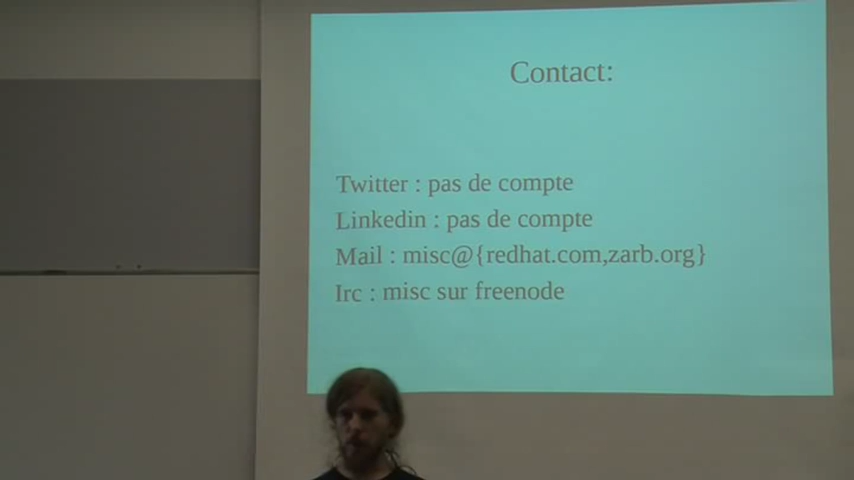 Contact:
Twitter : pas de compte
Linkedin : pas de compte
Mail : misc@{redhat.com,zarb.org}
Irc : misc sur freenode